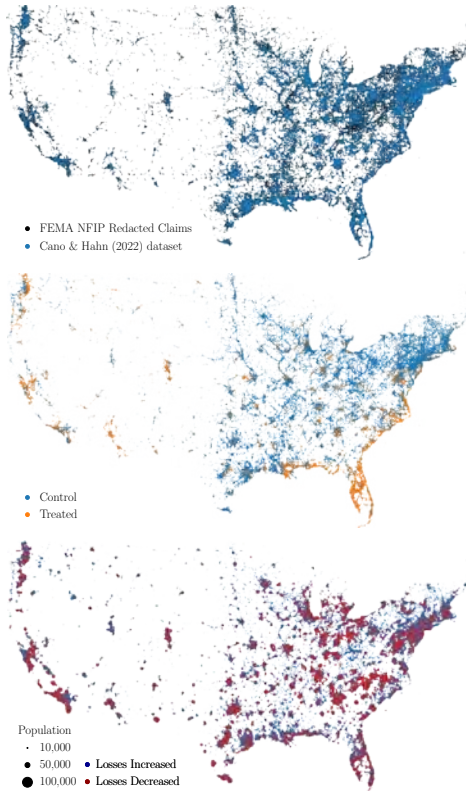 FEMA NFIP Redacted Claims
Cano & Hahn (2022) dataset
Control
Treated
Population
10,000
50,000
100,000
Losses Increased
Losses Decreased